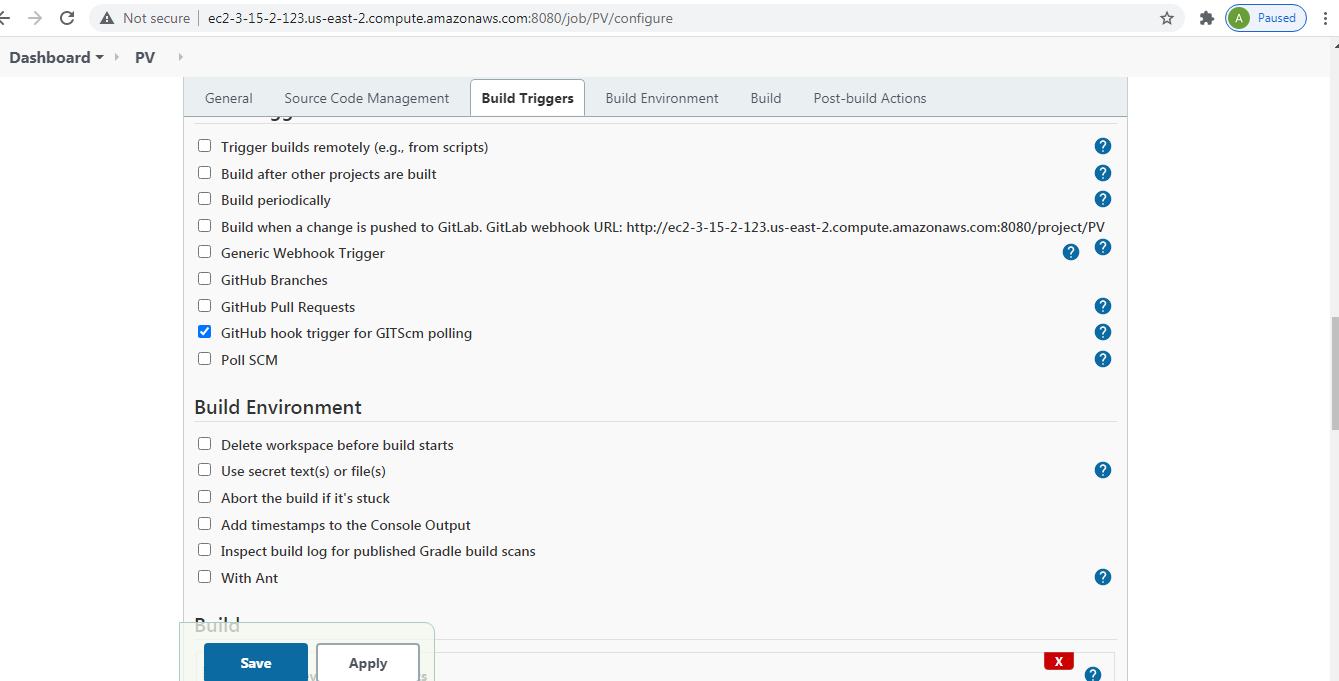 Not secure | ec2-3-15-2-123.us-east-2.compute.amazonaws.com:8080/job/PV/configure
A Paused
Dashboard PV
General Source Code Management Build Triggers Build Environment Build Post-build Actions
Trigger builds remotely (e.g., from scripts) ?
Build after other projects are built ?
Build periodically ?
Build when a change is pushed to GitLab. GitLab webhook URL: http://ec2-3-15-2-123.us-east-2.compute.amazonaws.com:8080/project/PV ?
Generic Webhook Trigger ?
GitHub Branches
GitHub Pull Requests ?
GitHub hook trigger for GITScm polling ?
Poll SCM ?
Build Environment
Delete workspace before build starts
Use secret text(s) or file(s) ?
Abort the build if it's stuck
Add timestamps to the Console Output
Inspect build log for published Gradle build scans
With Ant ?
Build
X
Save Apply ?